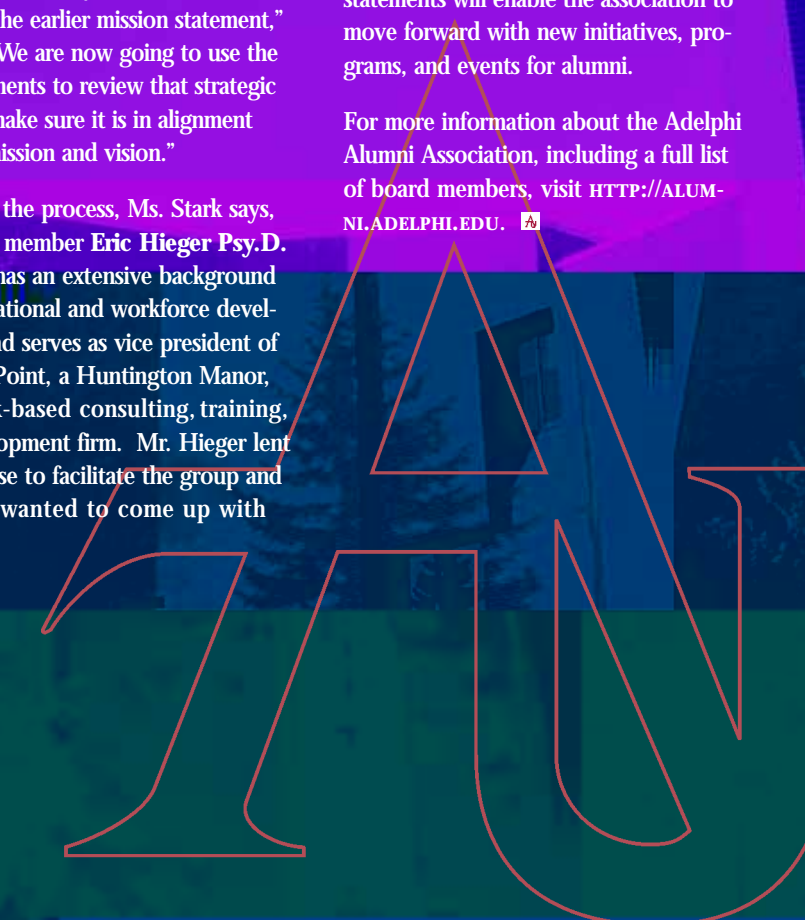 he earlier mission statement,”
We are now going to use the
ments to review that strategic
make sure it is in alignment
ission and vision.”
the process, Ms. Stark says,
member Eric Hieger Psy.D.
has an extensive background
ational and workforce devel-
nd serves as vice president of
Point, a Huntington Manor,
k-based consulting, training,
opment firm. Mr. Hieger lent
se to facilitate the group and
wanted to come up with
statements will enable the association to
move forward with new initiatives, pro-
grams, and events for alumni.
For more information about the Adelphi
Alumni Association, including a full list
of board members, visit HTTP://ALUM-
NI.ADELPHI.EDU.
AU